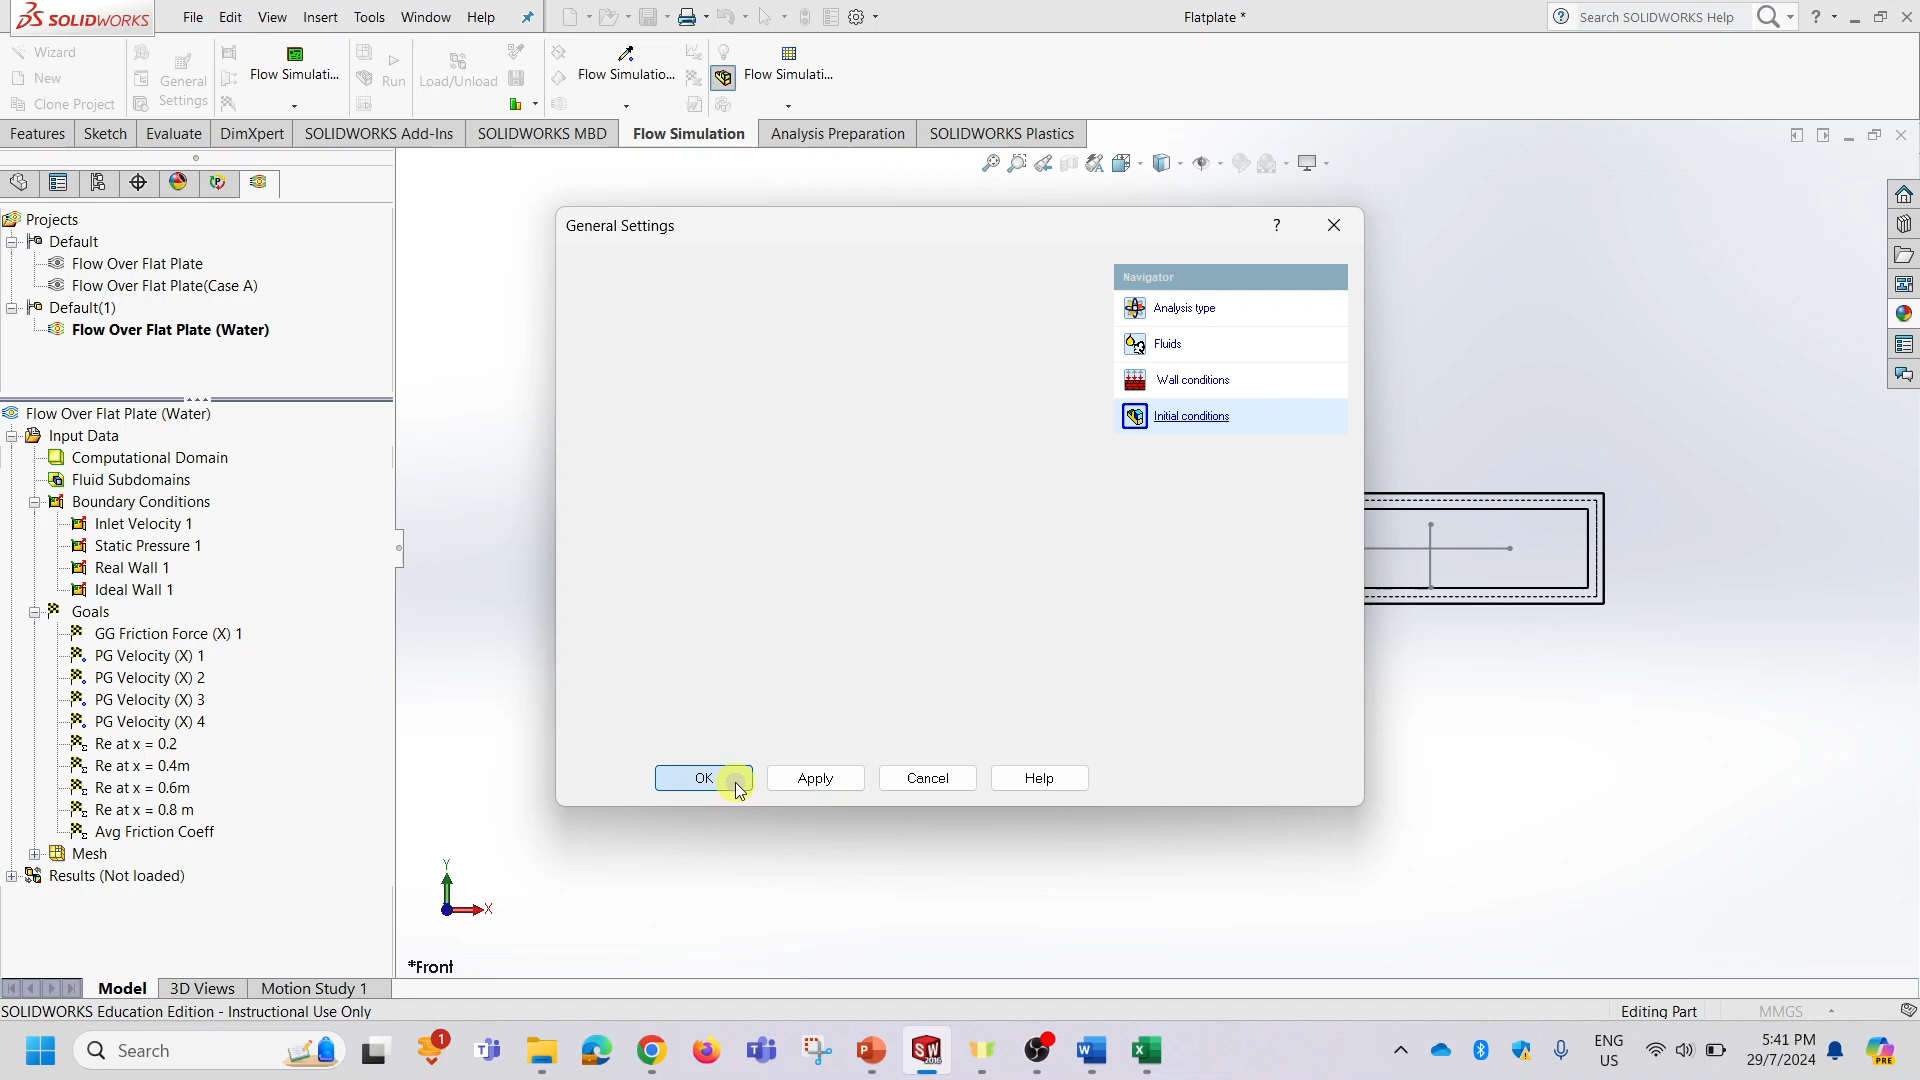 SOLIDWORKS File Edit View Insert Tools Window Help Flatplate * Search SOLIDWORKS Help ?
Wizard
New
Clone Project
General Settings
Flow Simulati...
Run
Load/Unload
Flow Simulatio...
Flow Simulati...
Features Sketch Evaluate DimXpert SOLIDWORKS Add-Ins SOLIDWORKS MBD Flow Simulation Analysis Preparation SOLIDWORKS Plastics
Projects
Default
Flow Over Flat Plate
Flow Over Flat Plate(Case A)
Default(1)
Flow Over Flat Plate (Water)
Flow Over Flat Plate (Water)
Input Data
Computational Domain
Fluid Subdomains
Boundary Conditions
Inlet Velocity 1
Static Pressure 1
Real Wall 1
Ideal Wall 1
Goals
GG Friction Force (X) 1
PG Velocity (X) 1
PG Velocity (X) 2
PG Velocity (X) 3
PG Velocity (X) 4
Re at x = 0.2
Re at x = 0.4m
Re at x = 0.6m
Re at x = 0.8 m
Avg Friction Coeff
Mesh
Results (Not loaded)
General Settings ?
Navigator
Analysis type
Fluids
Wall conditions
Initial conditions
OK Apply Cancel Help
Y
X
*Front
Model 3D Views Motion Study 1
SOLIDWORKS Education Edition - Instructional Use Only Editing Part MMGS
Search 1 ENG US 5:41 PM 29/7/2024